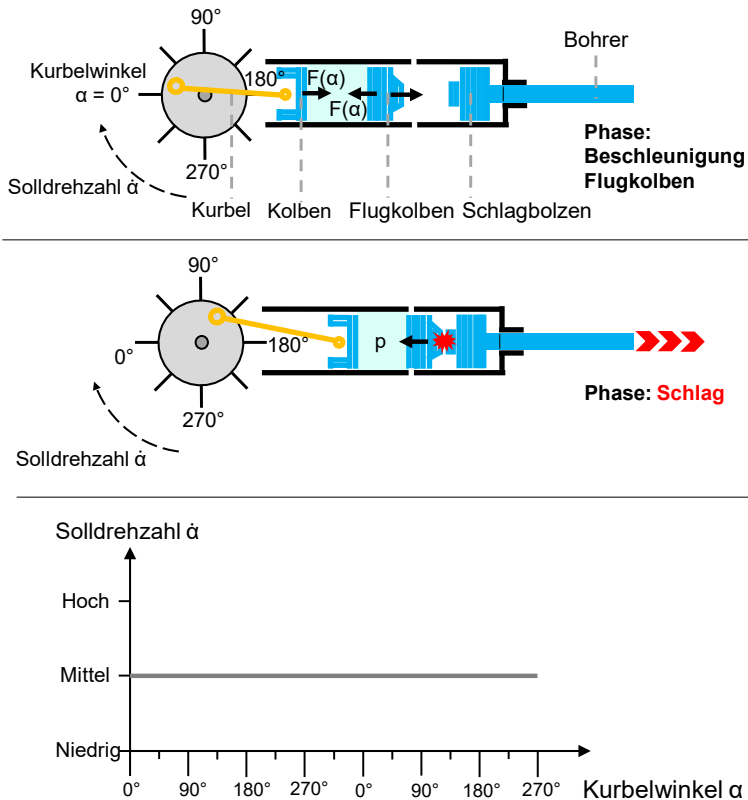 90°
Bohrer
Kurbelwinkel
α = 0°
180°
F(α)
F(α)
Phase:
Beschleunigung
Flugkolben
270°
Solldrehzahl α̇
Kurbel
Kolben
Flugkolben
Schlagbolzen
90°
0°
180°
p
270°
Phase: Schlag
Solldrehzahl α̇
Solldrehzahl α̇
Hoch
Mittel
Niedrig
0° 90° 180° 270° 0° 90° 180° 270°
Kurbelwinkel α